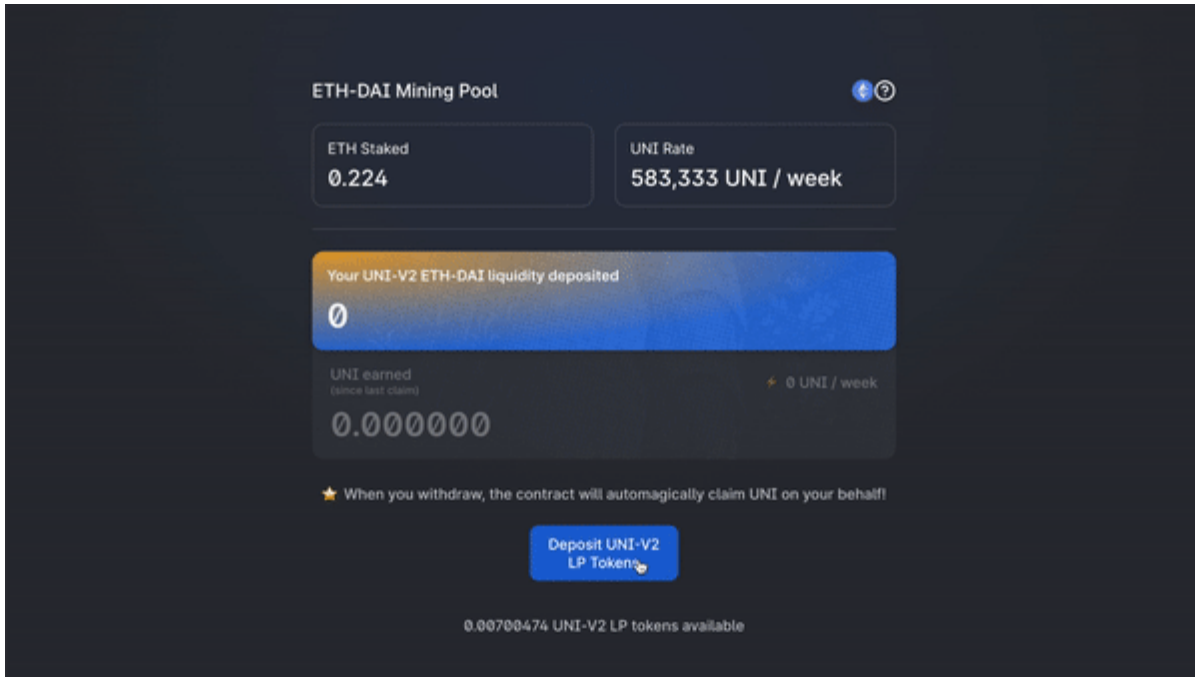 ETH-DAI Mining Pool
?
ETH Staked
0.224
UNI Rate
583,333 UNI / week
Your UNI-V2 ETH-DAI liquidity deposited
0
UNI earned
(since last claim)
0 UNI / week
0.000000
When you withdraw, the contract will automagically claim UNI on your behalf!
Deposit UNI-V2
LP Tokens
0.00700474 UNI-V2 LP tokens available